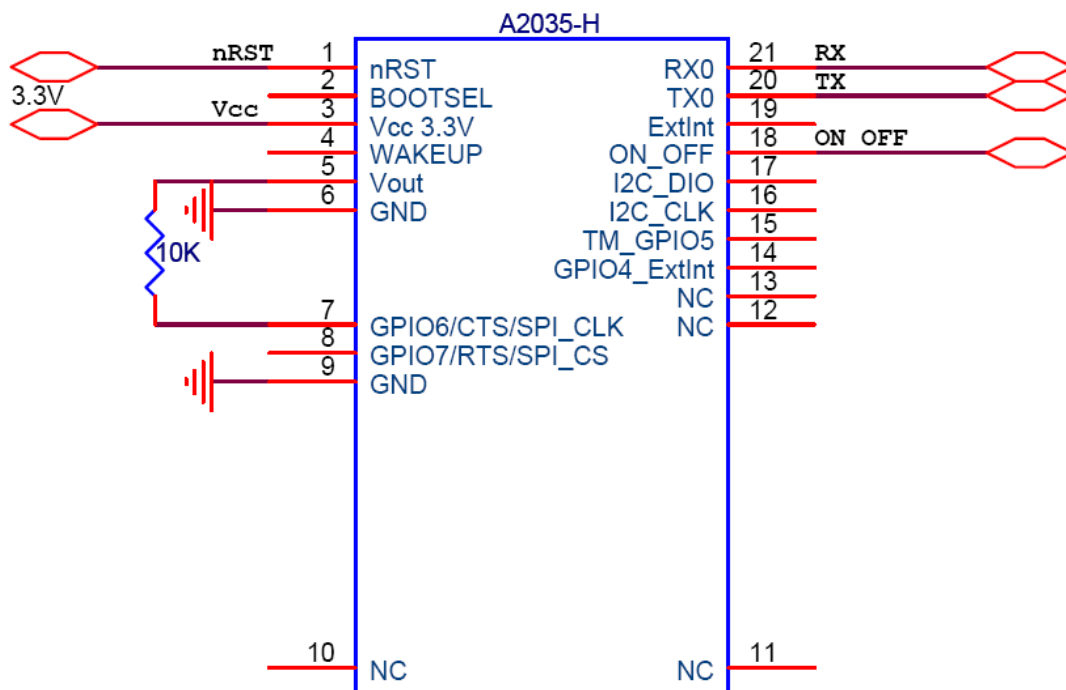 A2035-H
nRST 1 nRST RX0 21 RX
2 BOOTSEL TX0 20 TX
3.3V Vcc 3 Vcc 3.3V ExtInt 19
4 WAKEUP ON_OFF 18 ON OFF
5 Vout I2C_DIO 17
6 GND I2C_CLK 16
TM_GPIO5 15
10K GPIO4_ExtInt 14
NC 13
7 GPIO6/CTS/SPI_CLK NC 12
8 GPIO7/RTS/SPI_CS
9 GND
10 NC NC 11